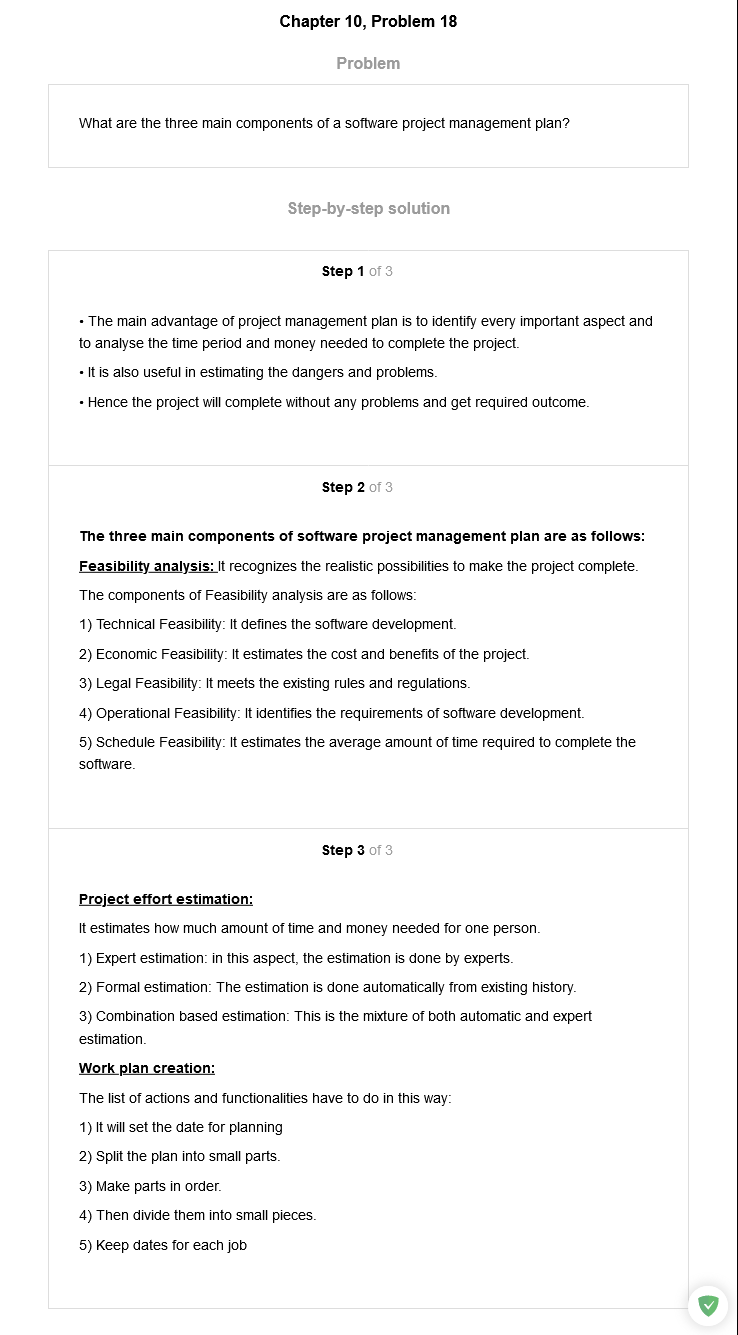 Chapter 10, Problem 18
Problem
What are the three main components of a software project management plan?
Step-by-step solution
Step 1 of 3
• The main advantage of project management plan is to identify every important aspect and
to analyse the time period and money needed to complete the project.
• It is also useful in estimating the dangers and problems.
• Hence the project will complete without any problems and get required outcome.
Step 2 of 3
The three main components of software project management plan are as follows:
Feasibility analysis: It recognizes the realistic possibilities to make the project complete.
The components of Feasibility analysis are as follows:
1) Technical Feasibility: It defines the software development.
2) Economic Feasibility: It estimates the cost and benefits of the project.
3) Legal Feasibility: It meets the existing rules and regulations.
4) Operational Feasibility: It identifies the requirements of software development.
5) Schedule Feasibility: It estimates the average amount of time required to complete the
software.
Step 3 of 3
Project effort estimation:
It estimates how much amount of time and money needed for one person.
1) Expert estimation: in this aspect, the estimation is done by experts.
2) Formal estimation: The estimation is done automatically from existing history.
3) Combination based estimation: This is the mixture of both automatic and expert
estimation.
Work plan creation:
The list of actions and functionalities have to do in this way:
1) It will set the date for planning
2) Split the plan into small parts.
3) Make parts in order.
4) Then divide them into small pieces.
5) Keep dates for each job